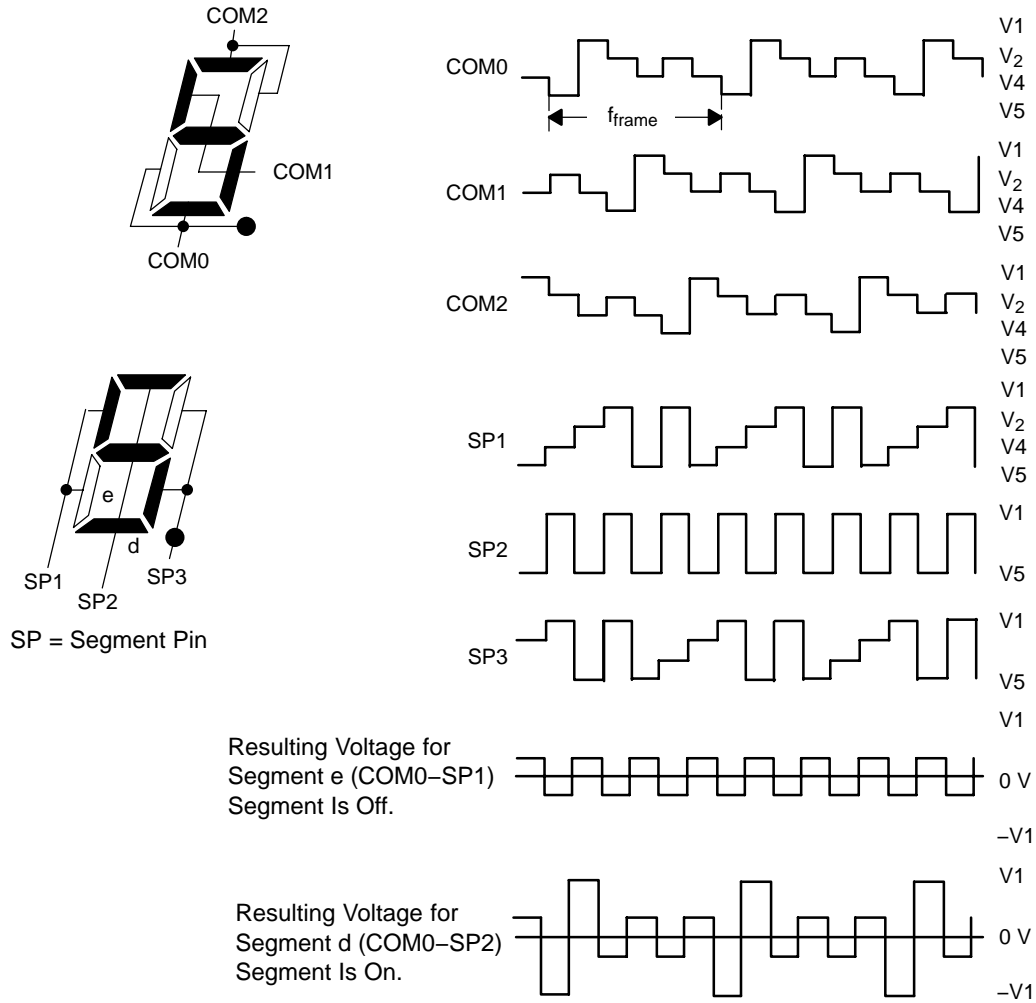 COM2
COM1
COM0
e
d
SP1
SP2
SP3
SP = Segment Pin
COM0
V1
V2
V4
V5
fframe
COM1
V1
V2
V4
V5
COM2
V1
V2
V4
V5
SP1
V1
V2
V4
V5
SP2
V1
V5
SP3
V1
V5
Resulting Voltage for
Segment e (COM0–SP1)
Segment Is Off.
V1
0 V
–V1
Resulting Voltage for
Segment d (COM0–SP2)
Segment Is On.
V1
0 V
–V1